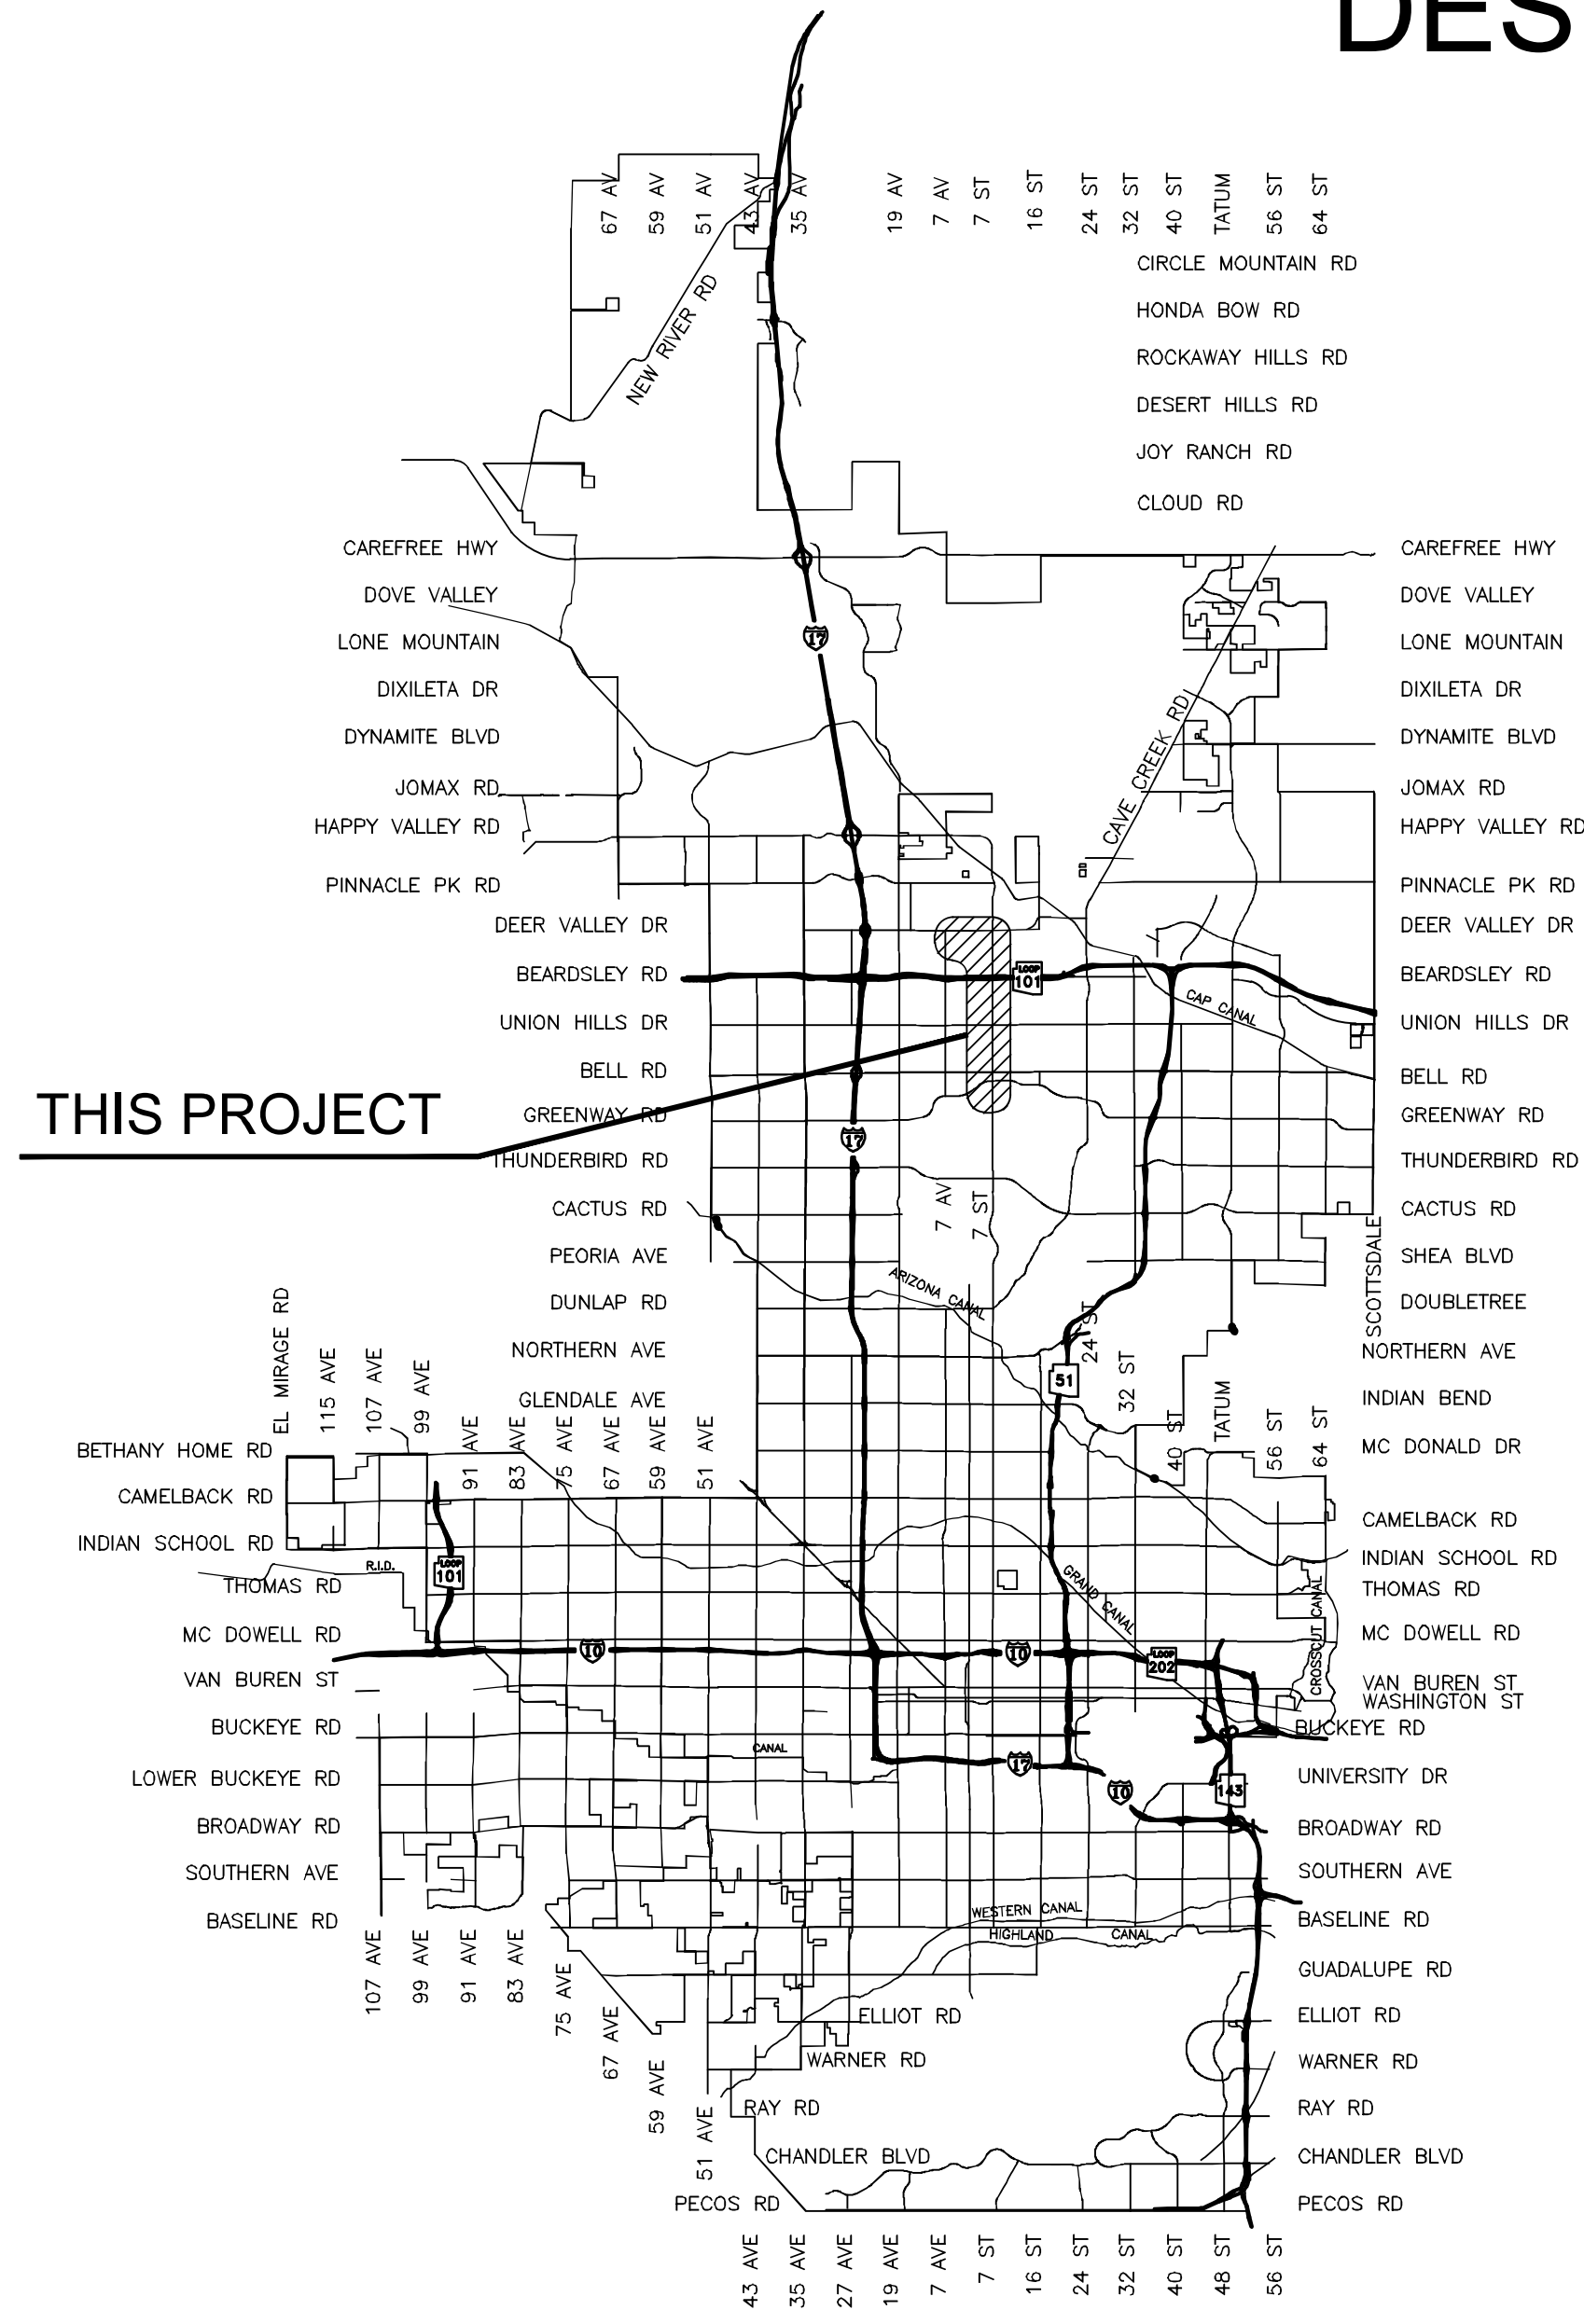 DES
67 AV
59 AV
51 AV
43 AV
35 AV
19 AV
7 AV
7 ST
16 ST
24 ST
32 ST
40 ST
TATUM
56 ST
64 ST
CIRCLE MOUNTAIN RD
HONDA BOW RD
NEW RIVER RD
ROCKAWAY HILLS RD
DESERT HILLS RD
JOY RANCH RD
CLOUD RD
CAREFREE HWY
CAREFREE HWY
DOVE VALLEY
DOVE VALLEY
17
LONE MOUNTAIN
LONE MOUNTAIN
DIXILETA DR
DIXILETA DR
DYNAMITE BLVD
CAVE CREEK RD
DYNAMITE BLVD
JOMAX RD
JOMAX RD
HAPPY VALLEY RD
HAPPY VALLEY RD
PINNACLE PK RD
PINNACLE PK RD
DEER VALLEY DR
DEER VALLEY DR
BEARDSLEY RD
LOOP
101
BEARDSLEY RD
CAP CANAL
UNION HILLS DR
UNION HILLS DR
BELL RD
BELL RD
THIS PROJECT
GREENWAY RD
GREENWAY RD
17
THUNDERBIRD RD
THUNDERBIRD RD
7 AV
7 ST
CACTUS RD
CACTUS RD
PEORIA AVE
SCOTTSDALE
SHEA BLVD
ARIZONA CANAL
DUNLAP RD
DOUBLETREE
24 ST
NORTHERN AVE
NORTHERN AVE
51
32 ST
GLENDALE AVE
INDIAN BEND
EL MIRAGE RD
115 AVE
107 AVE
99 AVE
91 AVE
83 AVE
75 AVE
67 AVE
59 AVE
51 AVE
40 ST
TATUM
56 ST
64 ST
BETHANY HOME RD
MC DONALD DR
CAMELBACK RD
CAMELBACK RD
INDIAN SCHOOL RD
INDIAN SCHOOL RD
R.I.D.
LOOP
101
THOMAS RD
GRAND CANAL
THOMAS RD
CROSSCUT CANAL
MC DOWELL RD
MC DOWELL RD
10
10
LOOP
202
VAN BUREN ST
VAN BUREN ST
WASHINGTON ST
BUCKEYE RD
BUCKEYE RD
CANAL
17
LOWER BUCKEYE RD
UNIVERSITY DR
10
143
BROADWAY RD
BROADWAY RD
SOUTHERN AVE
SOUTHERN AVE
WESTERN CANAL
BASELINE RD
BASELINE RD
HIGHLAND CANAL
107 AVE
99 AVE
91 AVE
83 AVE
75 AVE
67 AVE
59 AVE
51 AVE
GUADALUPE RD
ELLIOT RD
ELLIOT RD
WARNER RD
WARNER RD
RAY RD
RAY RD
CHANDLER BLVD
CHANDLER BLVD
PECOS RD
PECOS RD
43 AVE
35 AVE
27 AVE
19 AVE
7 AVE
7 ST
16 ST
24 ST
32 ST
40 ST
48 ST
56 ST